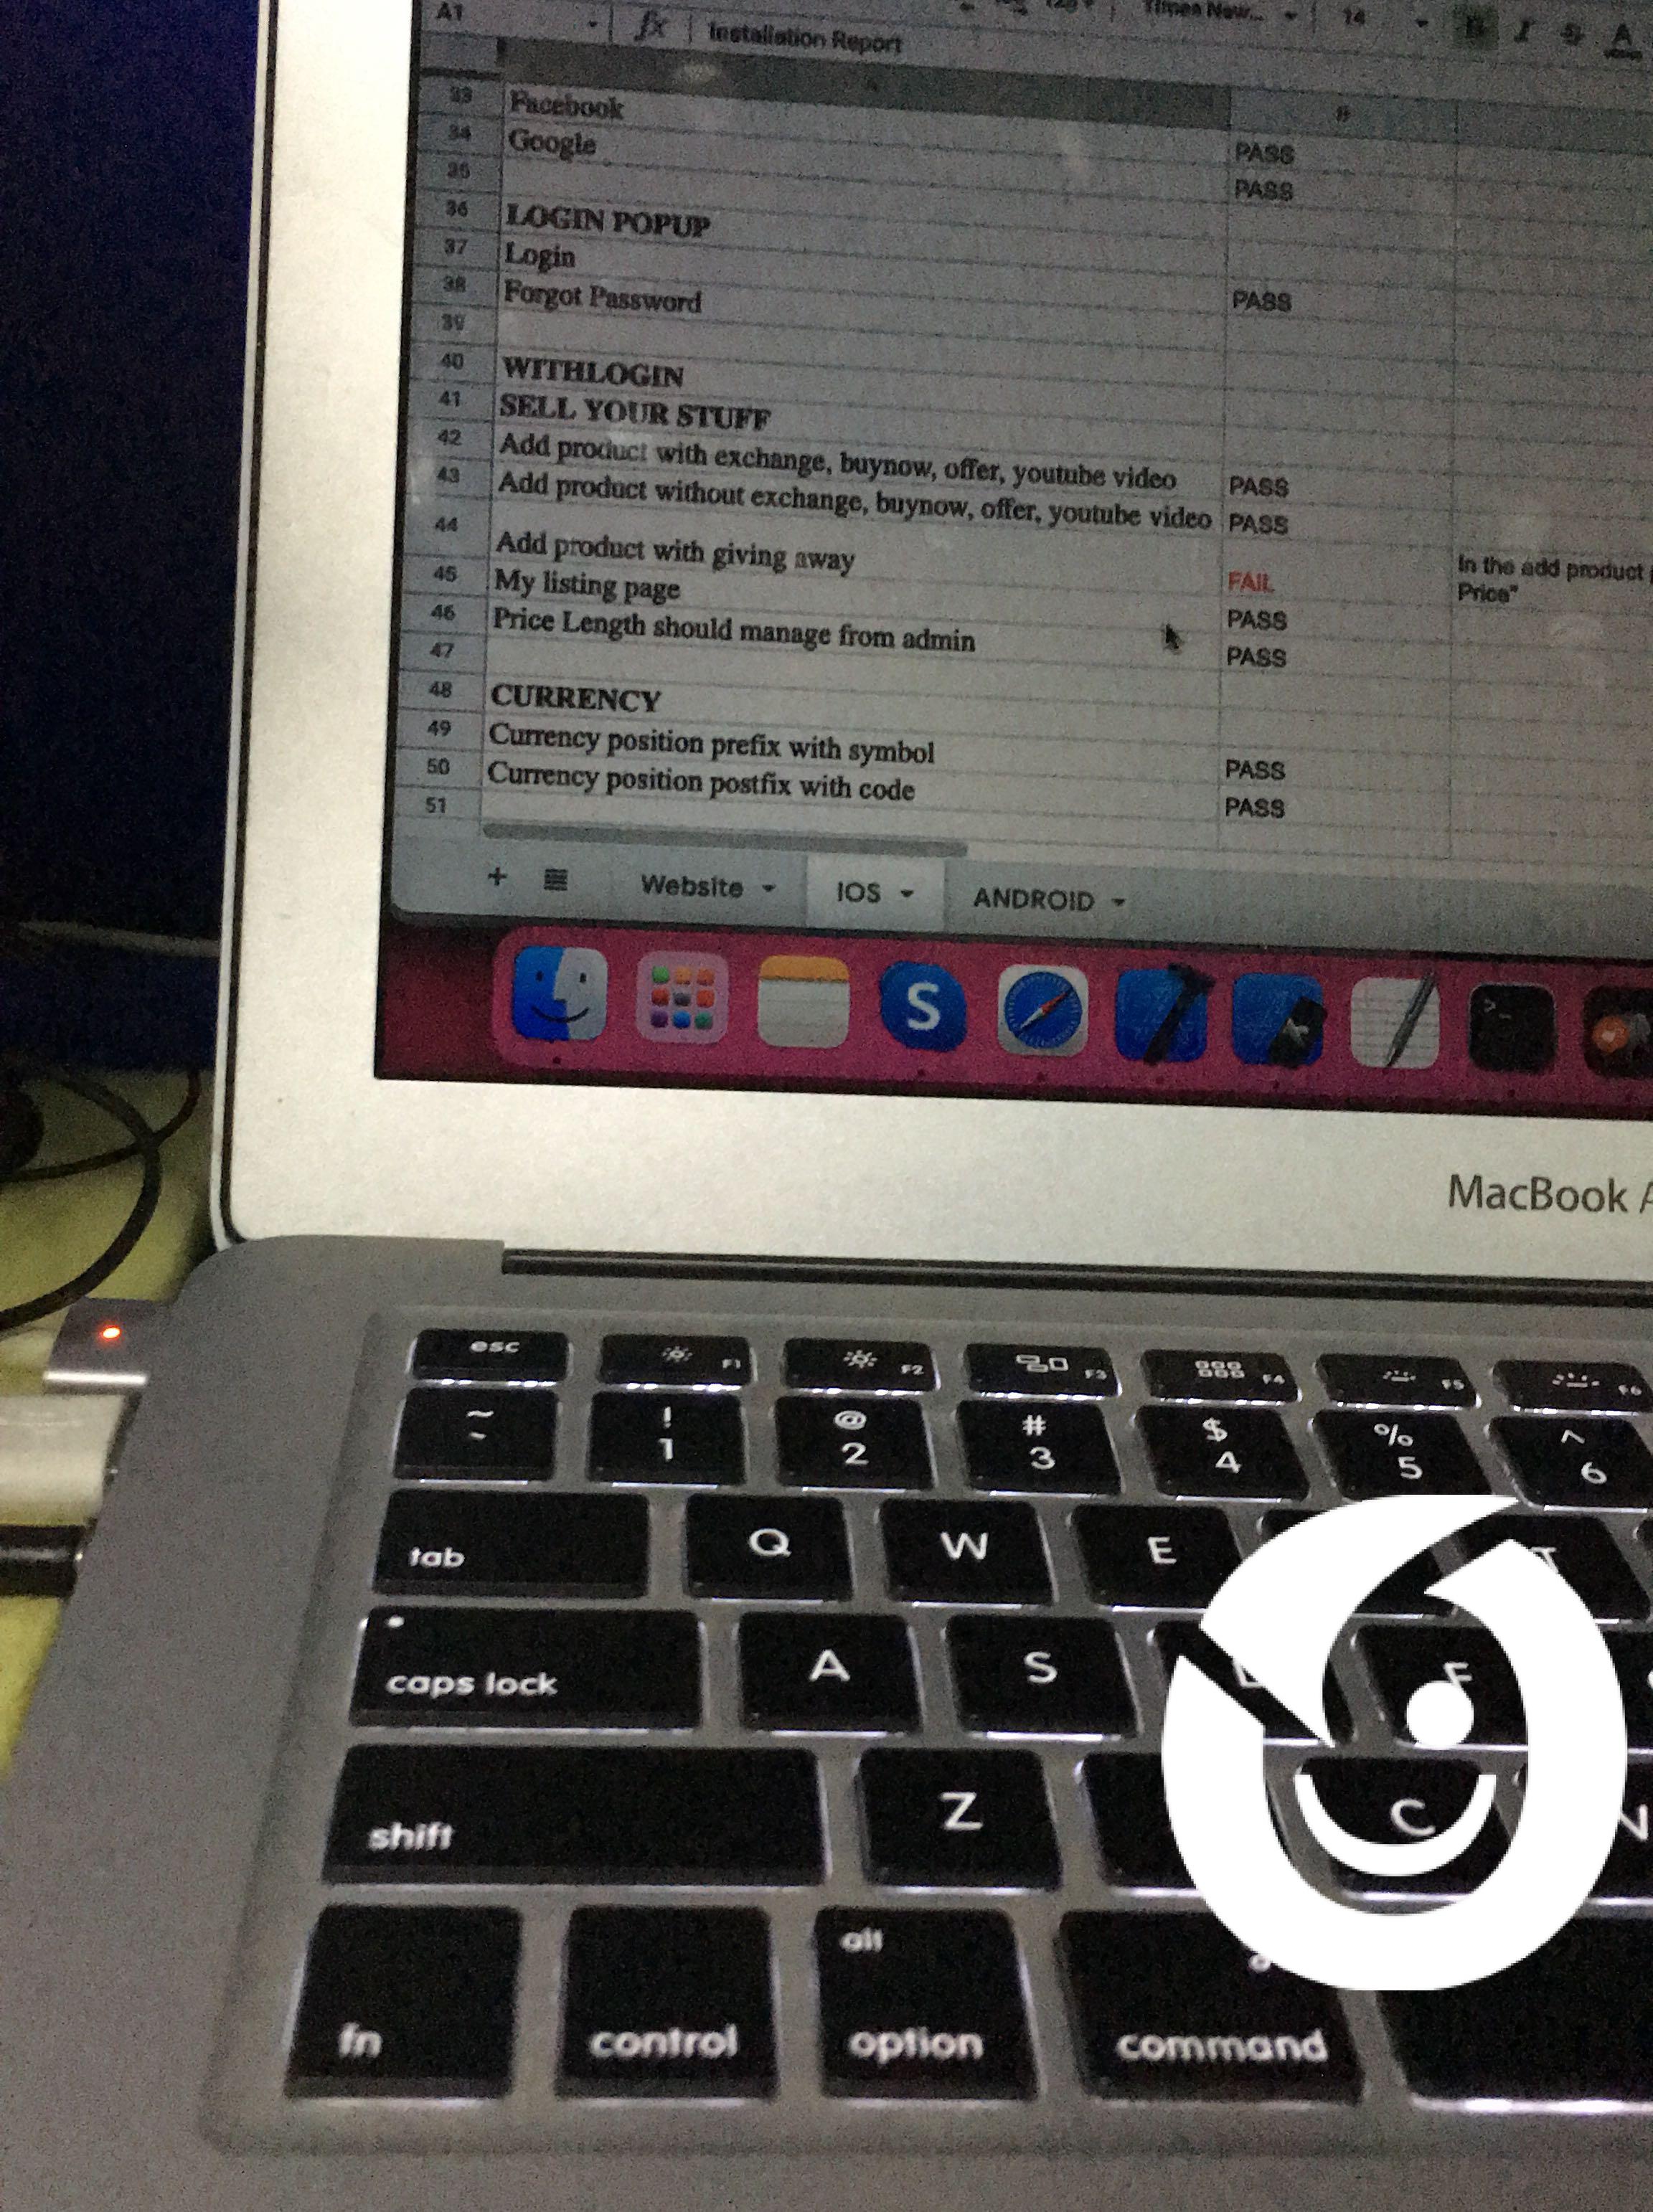 A1 fx Installation Report Times New... 14 B I S A
B
33 Facebook PASS
34 Google PASS
35
36 LOGIN POPUP
37 Login PASS
38 Forgot Password
39
40 WITHLOGIN
41 SELL YOUR STUFF
42 Add product with exchange, buynow, offer, youtube video PASS
43 Add product without exchange, buynow, offer, youtube video PASS
44 Add product with giving away FAIL In the add product
Price"
45 My listing page PASS
46 Price Length should manage from admin PASS
47
48 CURRENCY
49 Currency position prefix with symbol PASS
50 Currency position postfix with code PASS
51
+ Website IOS ANDROID
S
MacBook A
esc F1 F2 F3 F4 F5 F6
~ ! @ # $ % ^
1 2 3 4 5 6
tab Q W E T
caps lock A S F
shift Z C
alt
fn control option command